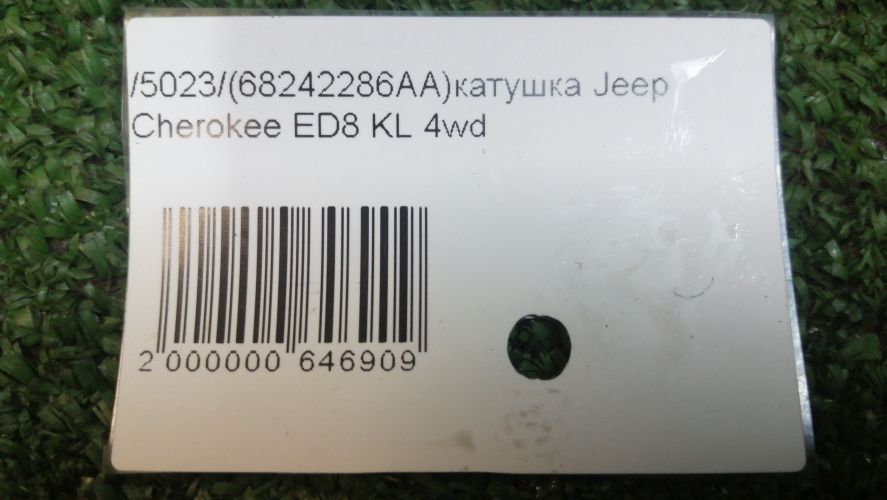 /5023/(68242286AA)катушка Jeep
Cherokee ED8 KL 4wd
2 000000 646909